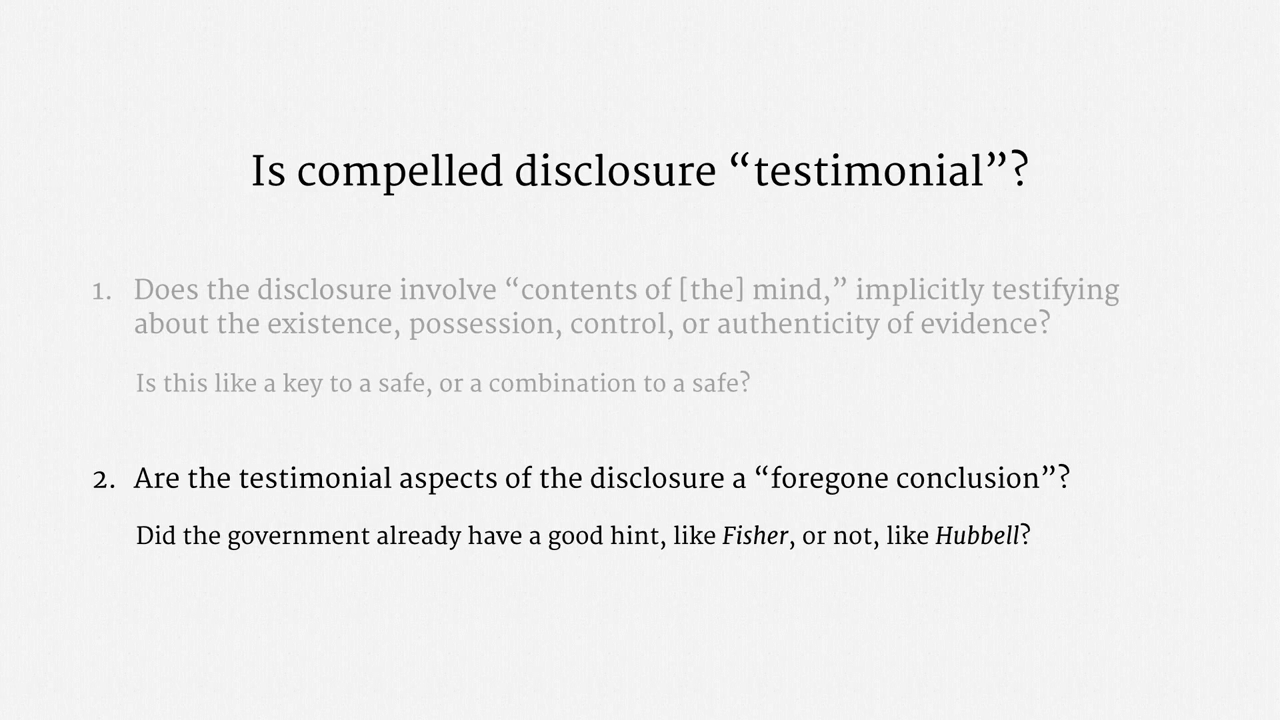 Is compelled disclosure “testimonial”?
1. Does the disclosure involve “contents of [the] mind,” implicitly testifying
about the existence, possession, control, or authenticity of evidence?
Is this like a key to a safe, or a combination to a safe?
2. Are the testimonial aspects of the disclosure a “foregone conclusion”?
Did the government already have a good hint, like Fisher, or not, like Hubbell?